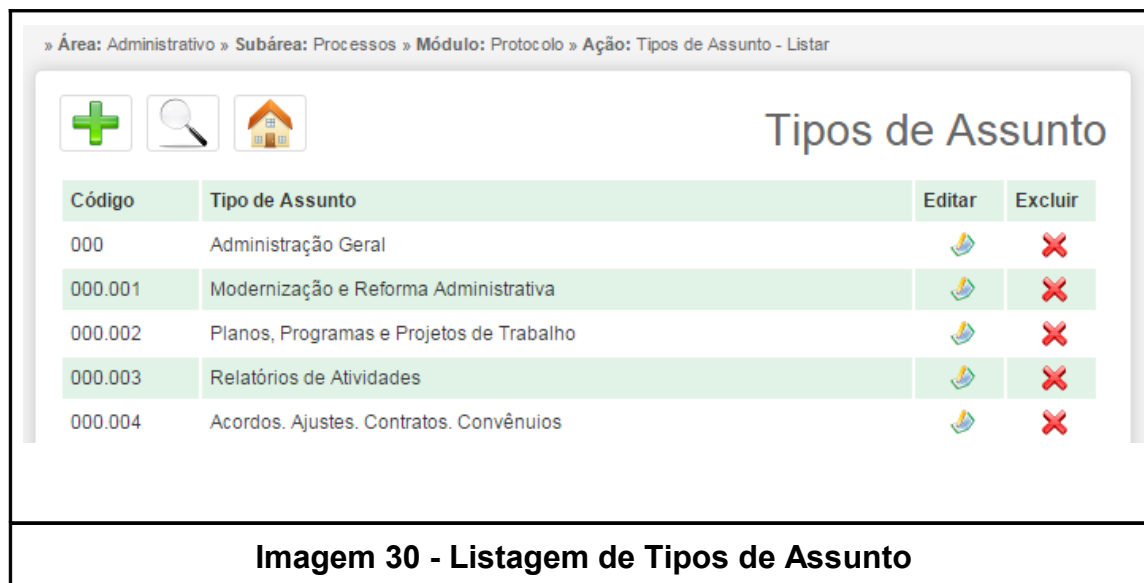 » Área: Administrativo » Subárea: Processos » Módulo: Protocolo » Ação: Tipos de Assunto - Listar
Tipos de Assunto
Código Tipo de Assunto Editar Excluir
000 Administração Geral
000.001 Modernização e Reforma Administrativa
000.002 Planos, Programas e Projetos de Trabalho
000.003 Relatórios de Atividades
000.004 Acordos. Ajustes. Contratos. Convênuios
Imagem 30 - Listagem de Tipos de Assunto